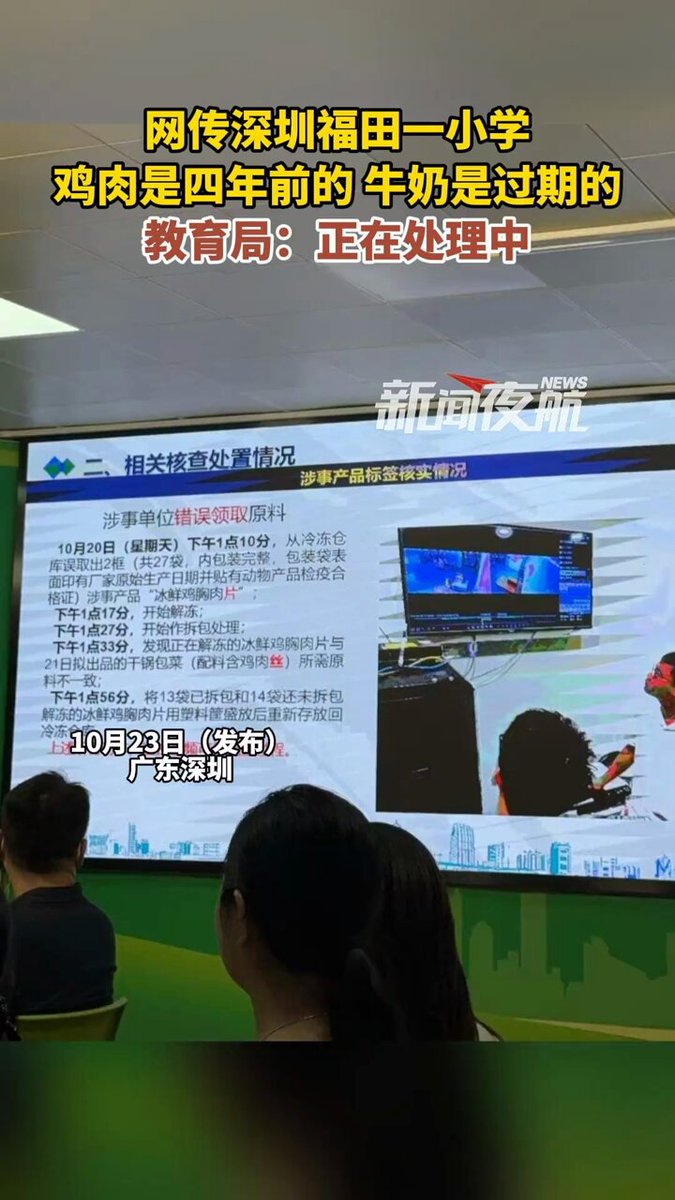 网传深圳福田一小学
鸡肉是四年前的 牛奶是过期的
教育局：正在处理中
新闻夜航
NEWS
二、相关核查处置情况
涉事产品标签核实情况
涉事单位错误领取原料
10月20日（星期天）下午1点10分，从冷冻仓
库误取出2框（共27袋，内包装完整，包装袋表
面印有厂家原始生产日期并贴有动物产品检疫合
格证）涉事产品“冰鲜鸡胸肉片”；
下午1点17分，开始解冻；
下午1点27分，开始作拆包处理；
下午1点33分，发现正在解冻的冰鲜鸡胸肉片与
21日拟出品的干锅包菜（配料含鸡肉丝）所需原
料不一致；
下午1点56分，将13袋已拆包和14袋还未拆包
解冻的冰鲜鸡胸肉片用塑料筐盛放后重新存放回
冷冻仓
10月23日（发布）
广东深圳